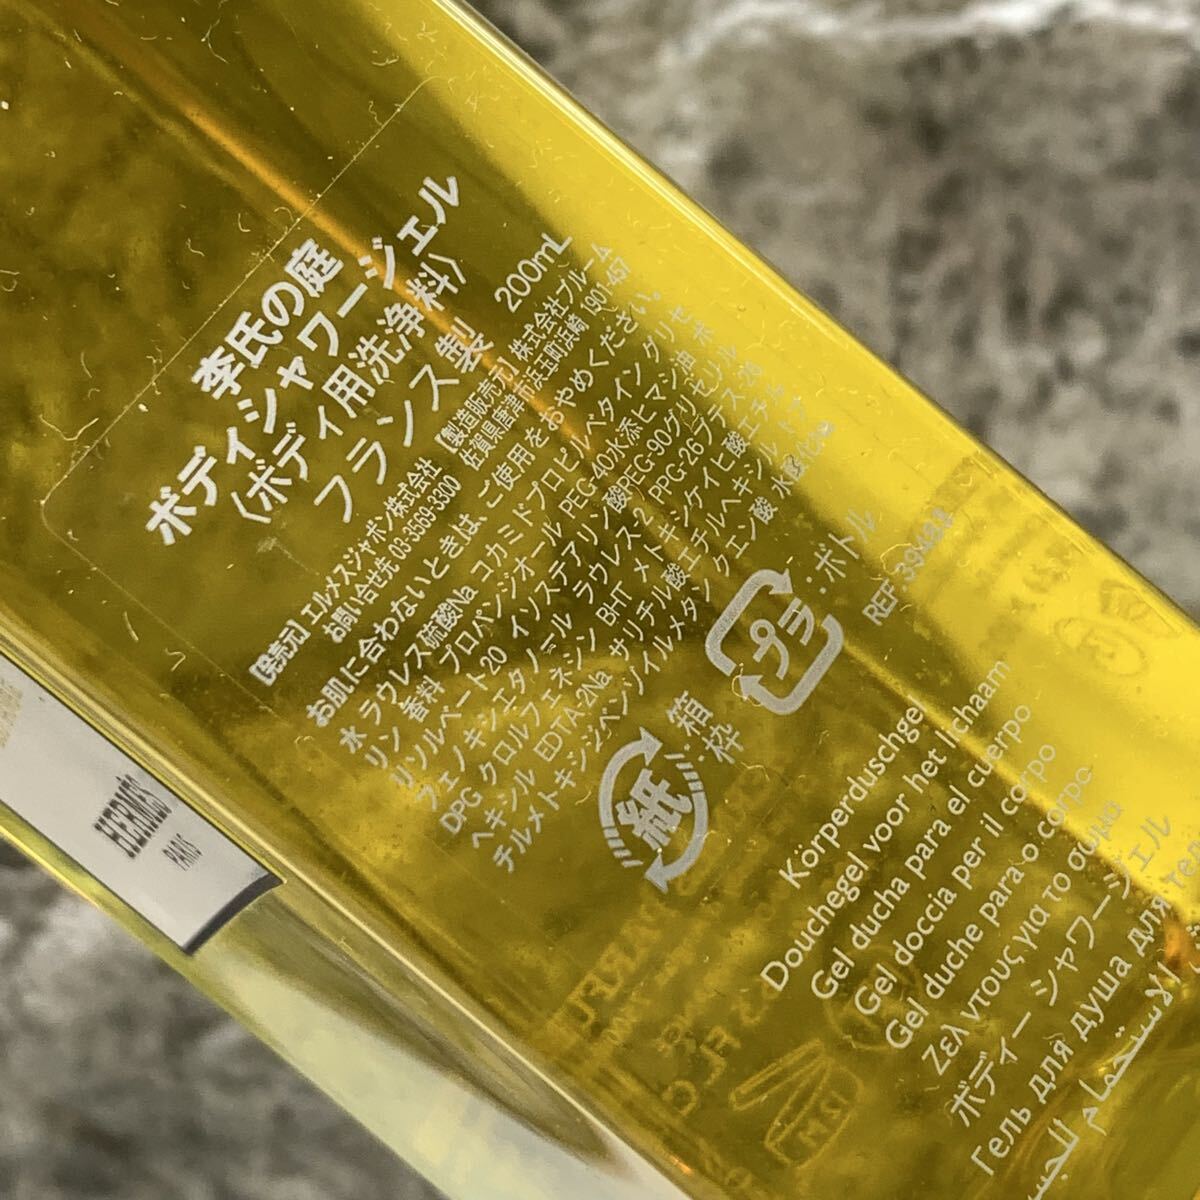 李氏の庭
ボディシャワージェル
〈ボディ用洗浄料〉
フランス製 200mL
【発売元】エルメスジャポン株式会社
お問い合せ先 03-3569-3300
【製造販売元】株式会社ブルーム
佐賀県唐津市浜玉町浜崎 1901-457
お肌に合わないときは、ご使用をおやめください。
水 ラウレス硫酸Na コカミドプロピルベタイン グリセ
リン 香料 プロパンジオール PEG-40水添ヒマシ油 ポ
リソルベート20 イソステアリン酸PEG-90グリセリル
フェノキシエタノール ラウレス-2 PPG-26ブテス-26
DPG クロルフェネシン BHT メトキシケイヒ酸エチル
ヘキシル EDTA-2Na サリチル酸エチルヘキシル
チルメトキシジベンゾイルメタン クエン酸
紙
:箱
・枠
プラ
:ボトル
REF
HERMÈS
PARIS
Körperduschgel
Douchegel voor het lichaam
Gel ducha para el cuerpo
Gel doccia per il corpo
Gel duche para o corpo
Ζελ ντους για το σώμα
ボディー シャワージェル
Гель для душа для